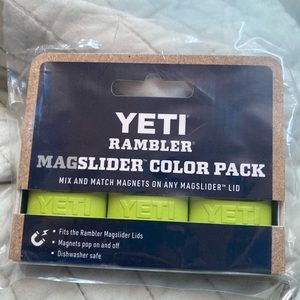 YETI
RAMBLER®
MAGSLIDER™ COLOR PACK
MIX AND MATCH MAGNETS ON ANY MAGSLIDER™ LID
YETI YETI YETI
• Fits the Rambler Magslider Lids
• Magnets pop on and off
• Dishwasher safe